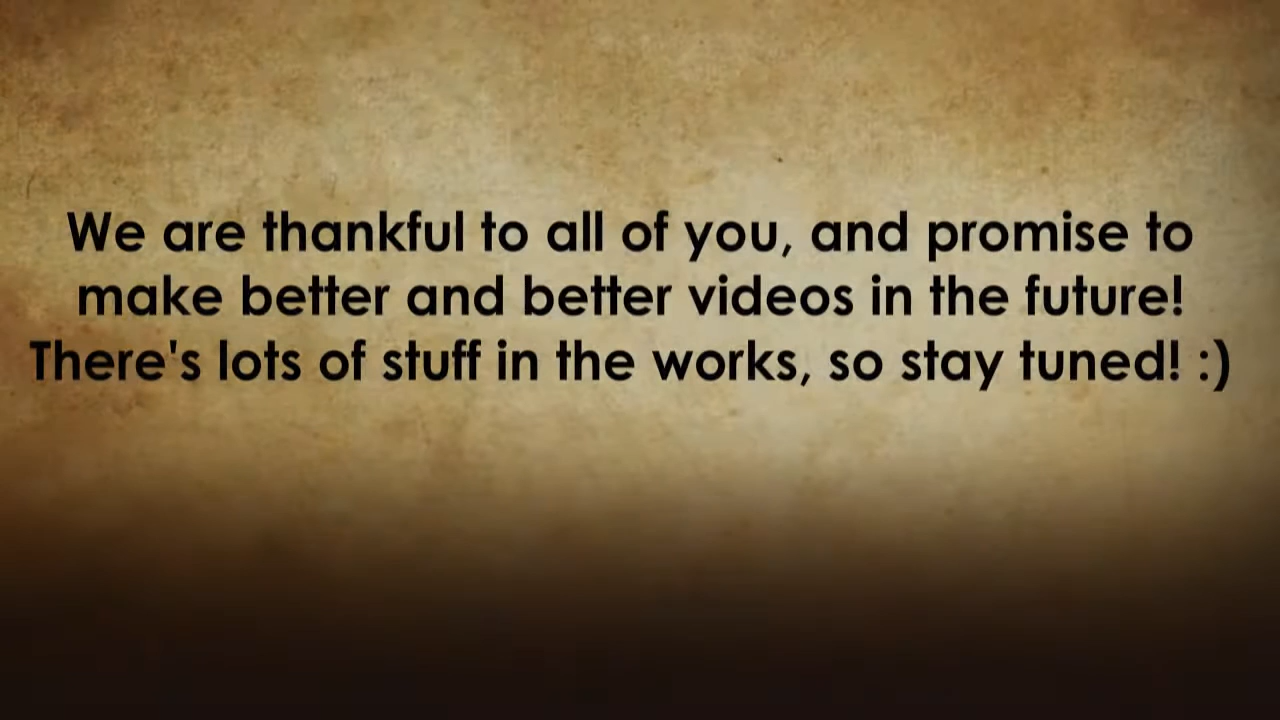 We are thankful to all of you, and promise to
make better and better videos in the future!
There's lots of stuff in the works, so stay tuned! :)